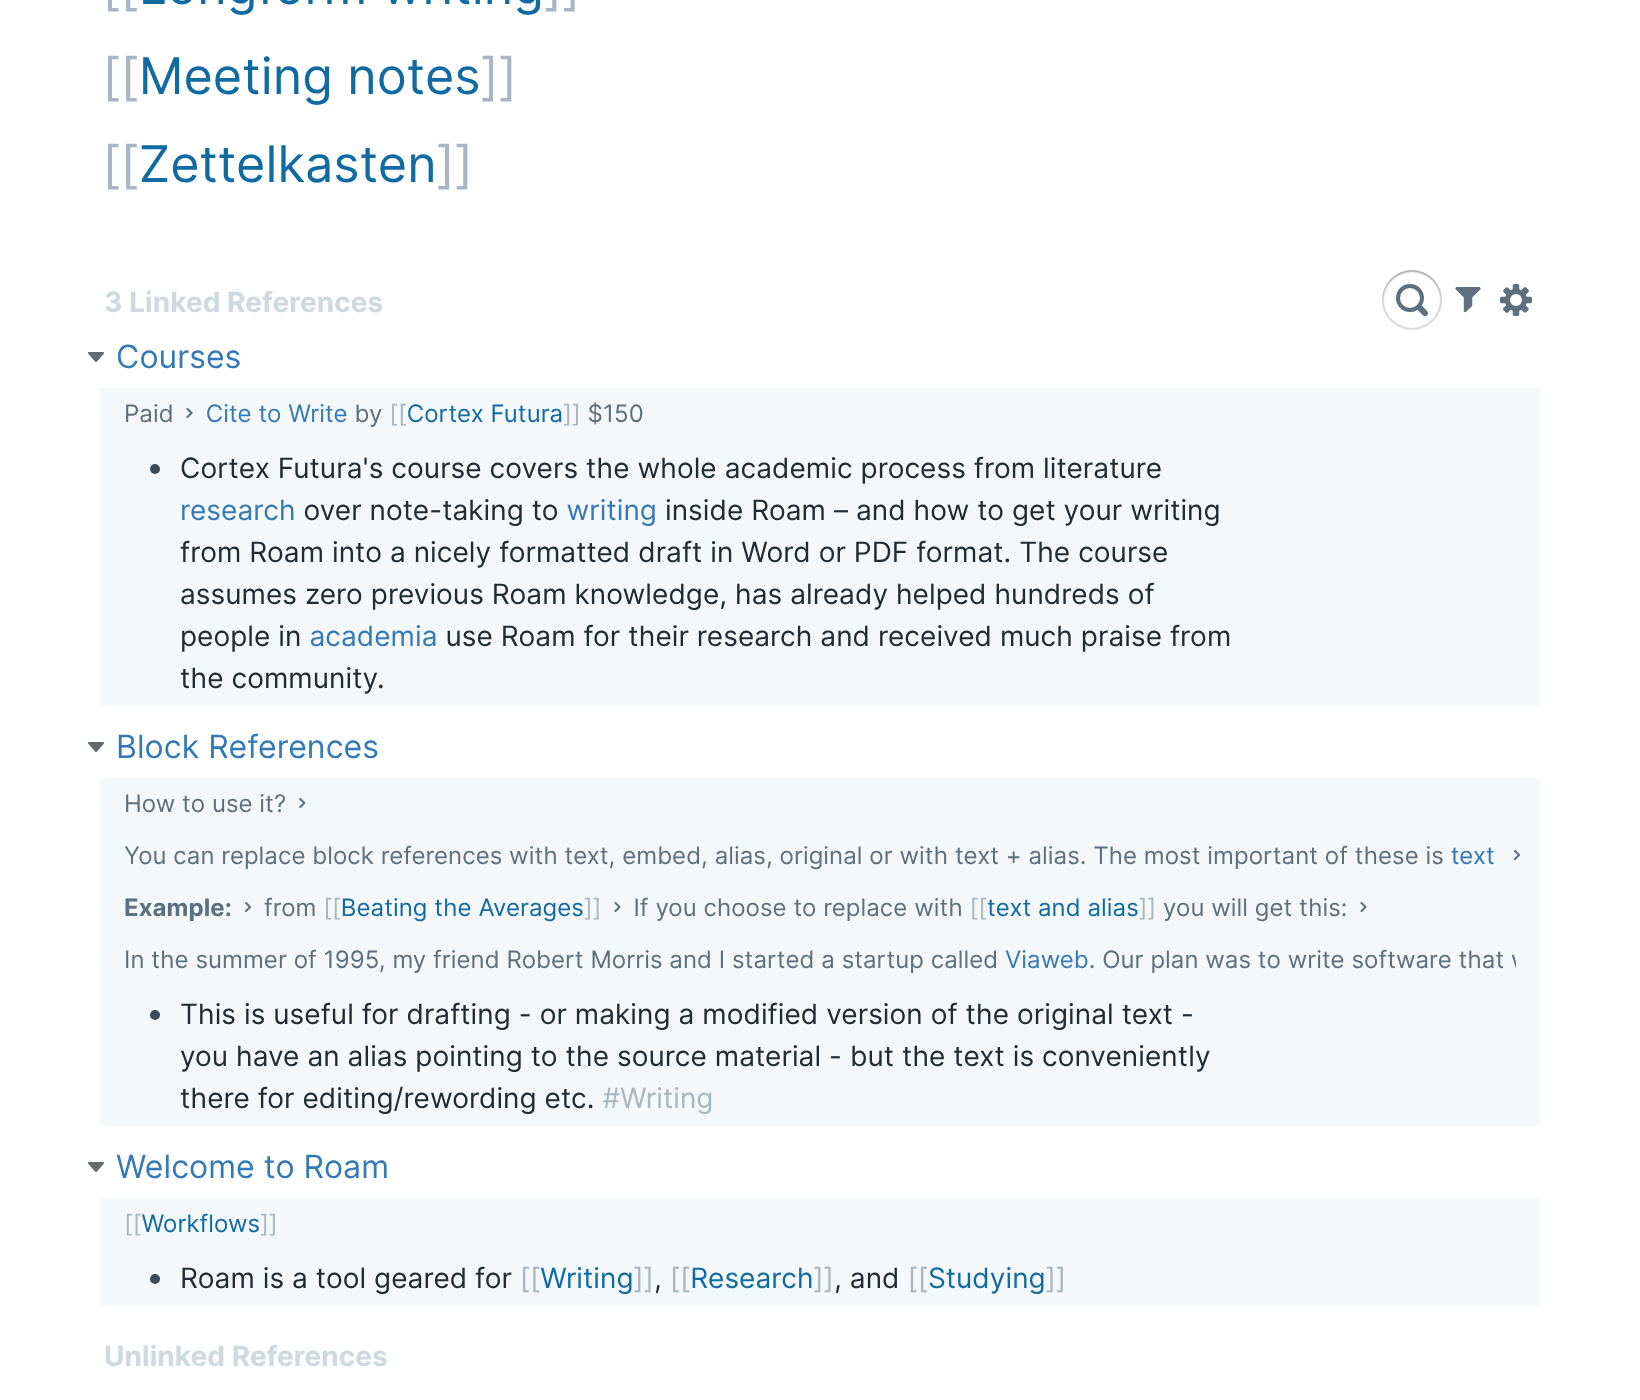 [[Longform writing]]
[[Meeting notes]]
[[Zettelkasten]]
3 Linked References
Courses
Paid › Cite to Write by [[Cortex Futura]] $150
• Cortex Futura's course covers the whole academic process from literature
research over note-taking to writing inside Roam – and how to get your writing
from Roam into a nicely formatted draft in Word or PDF format. The course
assumes zero previous Roam knowledge, has already helped hundreds of
people in academia use Roam for their research and received much praise from
the community.
Block References
How to use it? ›
You can replace block references with text, embed, alias, original or with text + alias. The most important of these is text ›
Example: › from [[Beating the Averages]] › If you choose to replace with [[text and alias]] you will get this: ›
In the summer of 1995, my friend Robert Morris and I started a startup called Viaweb. Our plan was to write software that
• This is useful for drafting - or making a modified version of the original text -
you have an alias pointing to the source material - but the text is conveniently
there for editing/rewording etc. #Writing
Welcome to Roam
[[Workflows]]
• Roam is a tool geared for [[Writing]], [[Research]], and [[Studying]]
Unlinked References